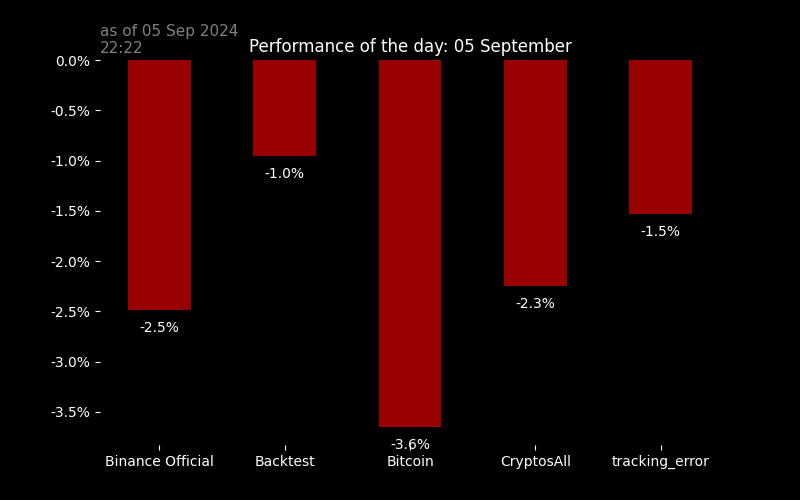 as of 05 Sep 2024
22:22
Performance of the day: 05 September
0.0%
-0.5%
-1.0%
-1.5%
-2.0%
-2.5%
-3.0%
-3.5%
-2.5%
-1.0%
-3.6%
-2.3%
-1.5%
Binance Official
Backtest
Bitcoin
CryptosAll
tracking_error